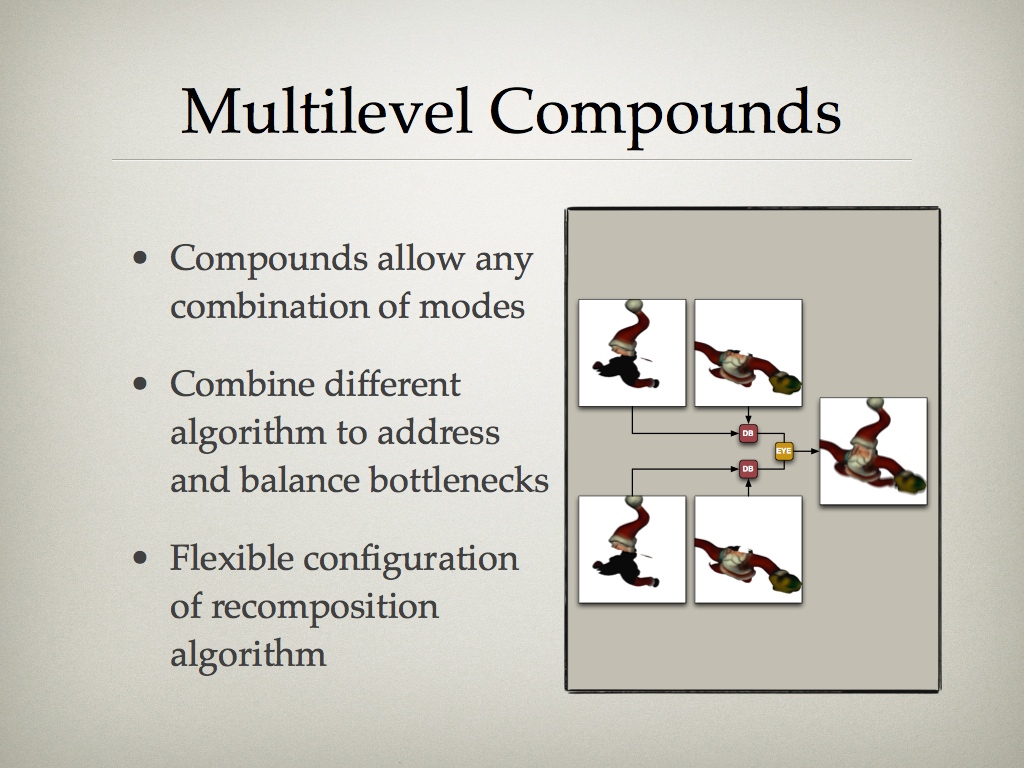 Multilevel Compounds
• Compounds allow any
combination of modes
• Combine different
algorithm to address
and balance bottlenecks
• Flexible configuration
of recomposition
algorithm
DB
EYE
DB